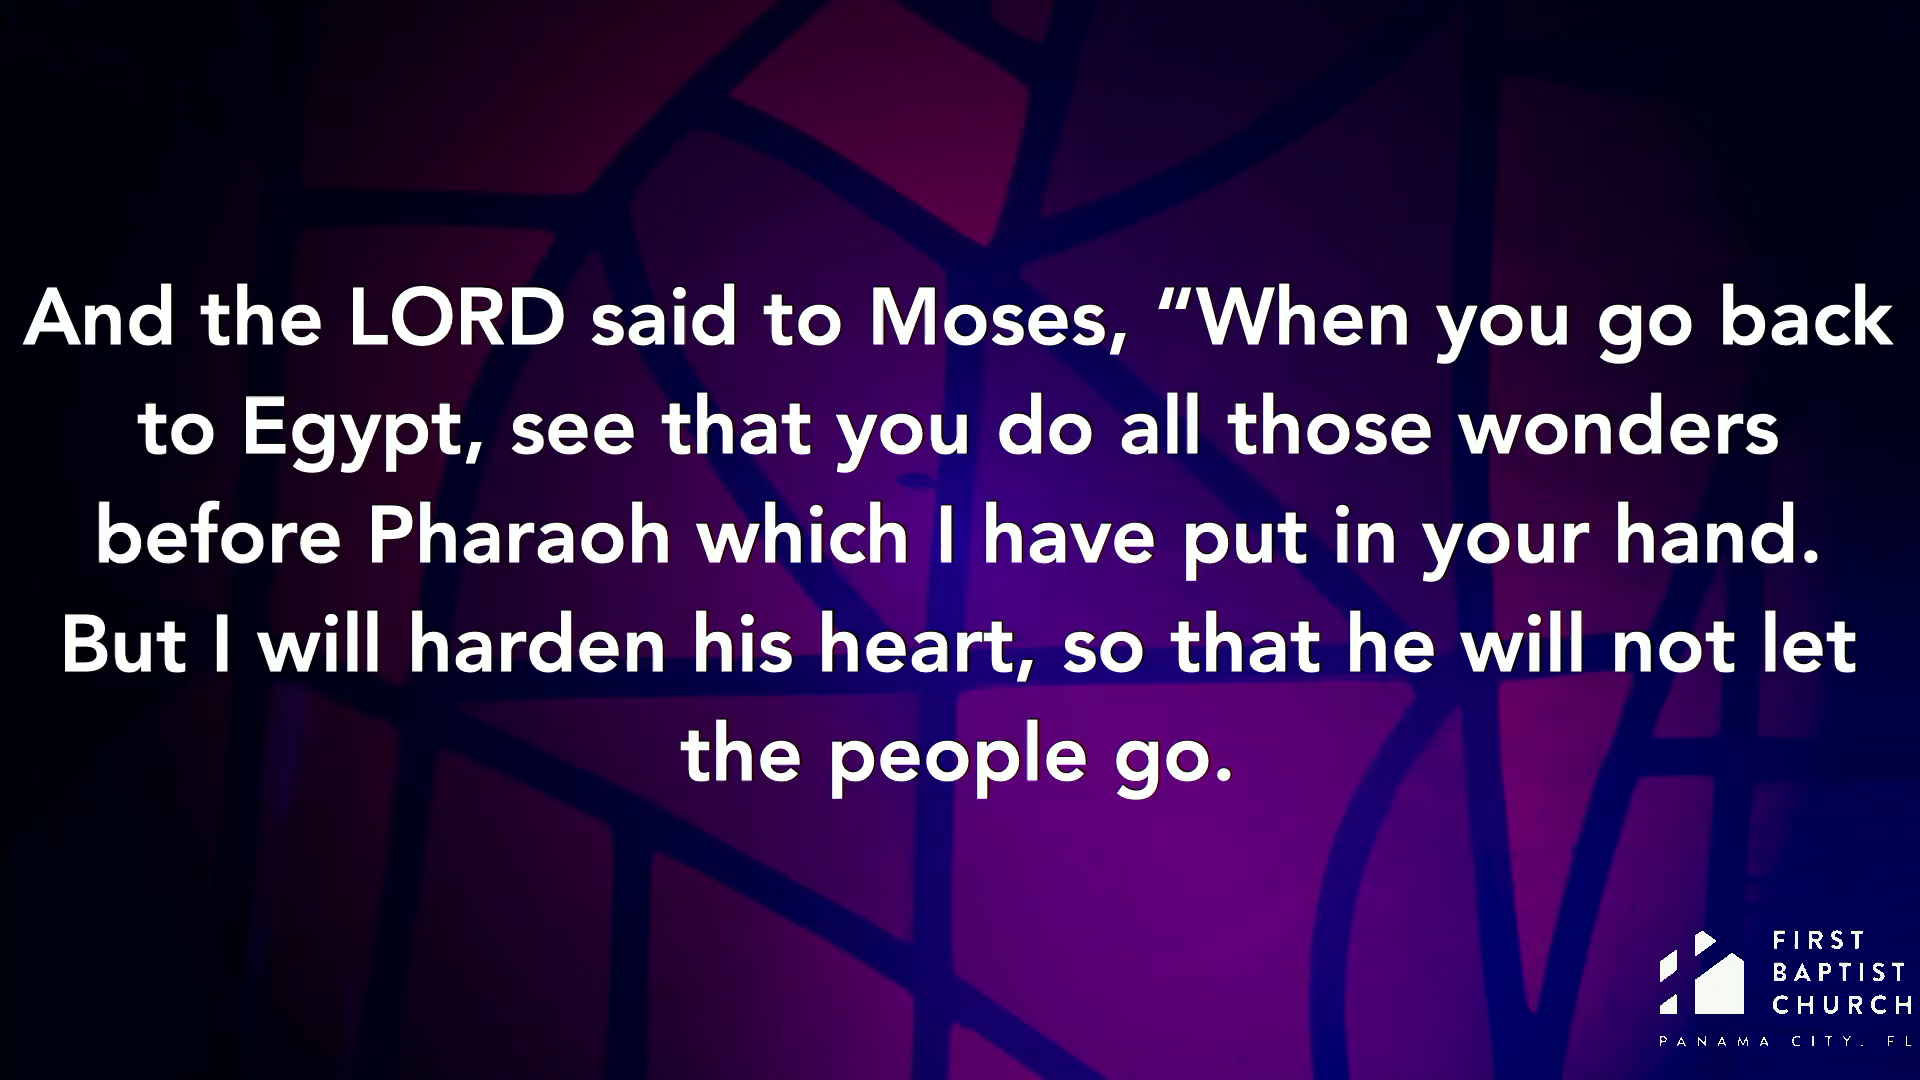 And the LORD said to Moses, “When you go back
to Egypt, see that you do all those wonders
before Pharaoh which I have put in your hand.
But I will harden his heart, so that he will not let
the people go.
FIRST
BAPTIST
CHURCH
PANAMA CITY, FL